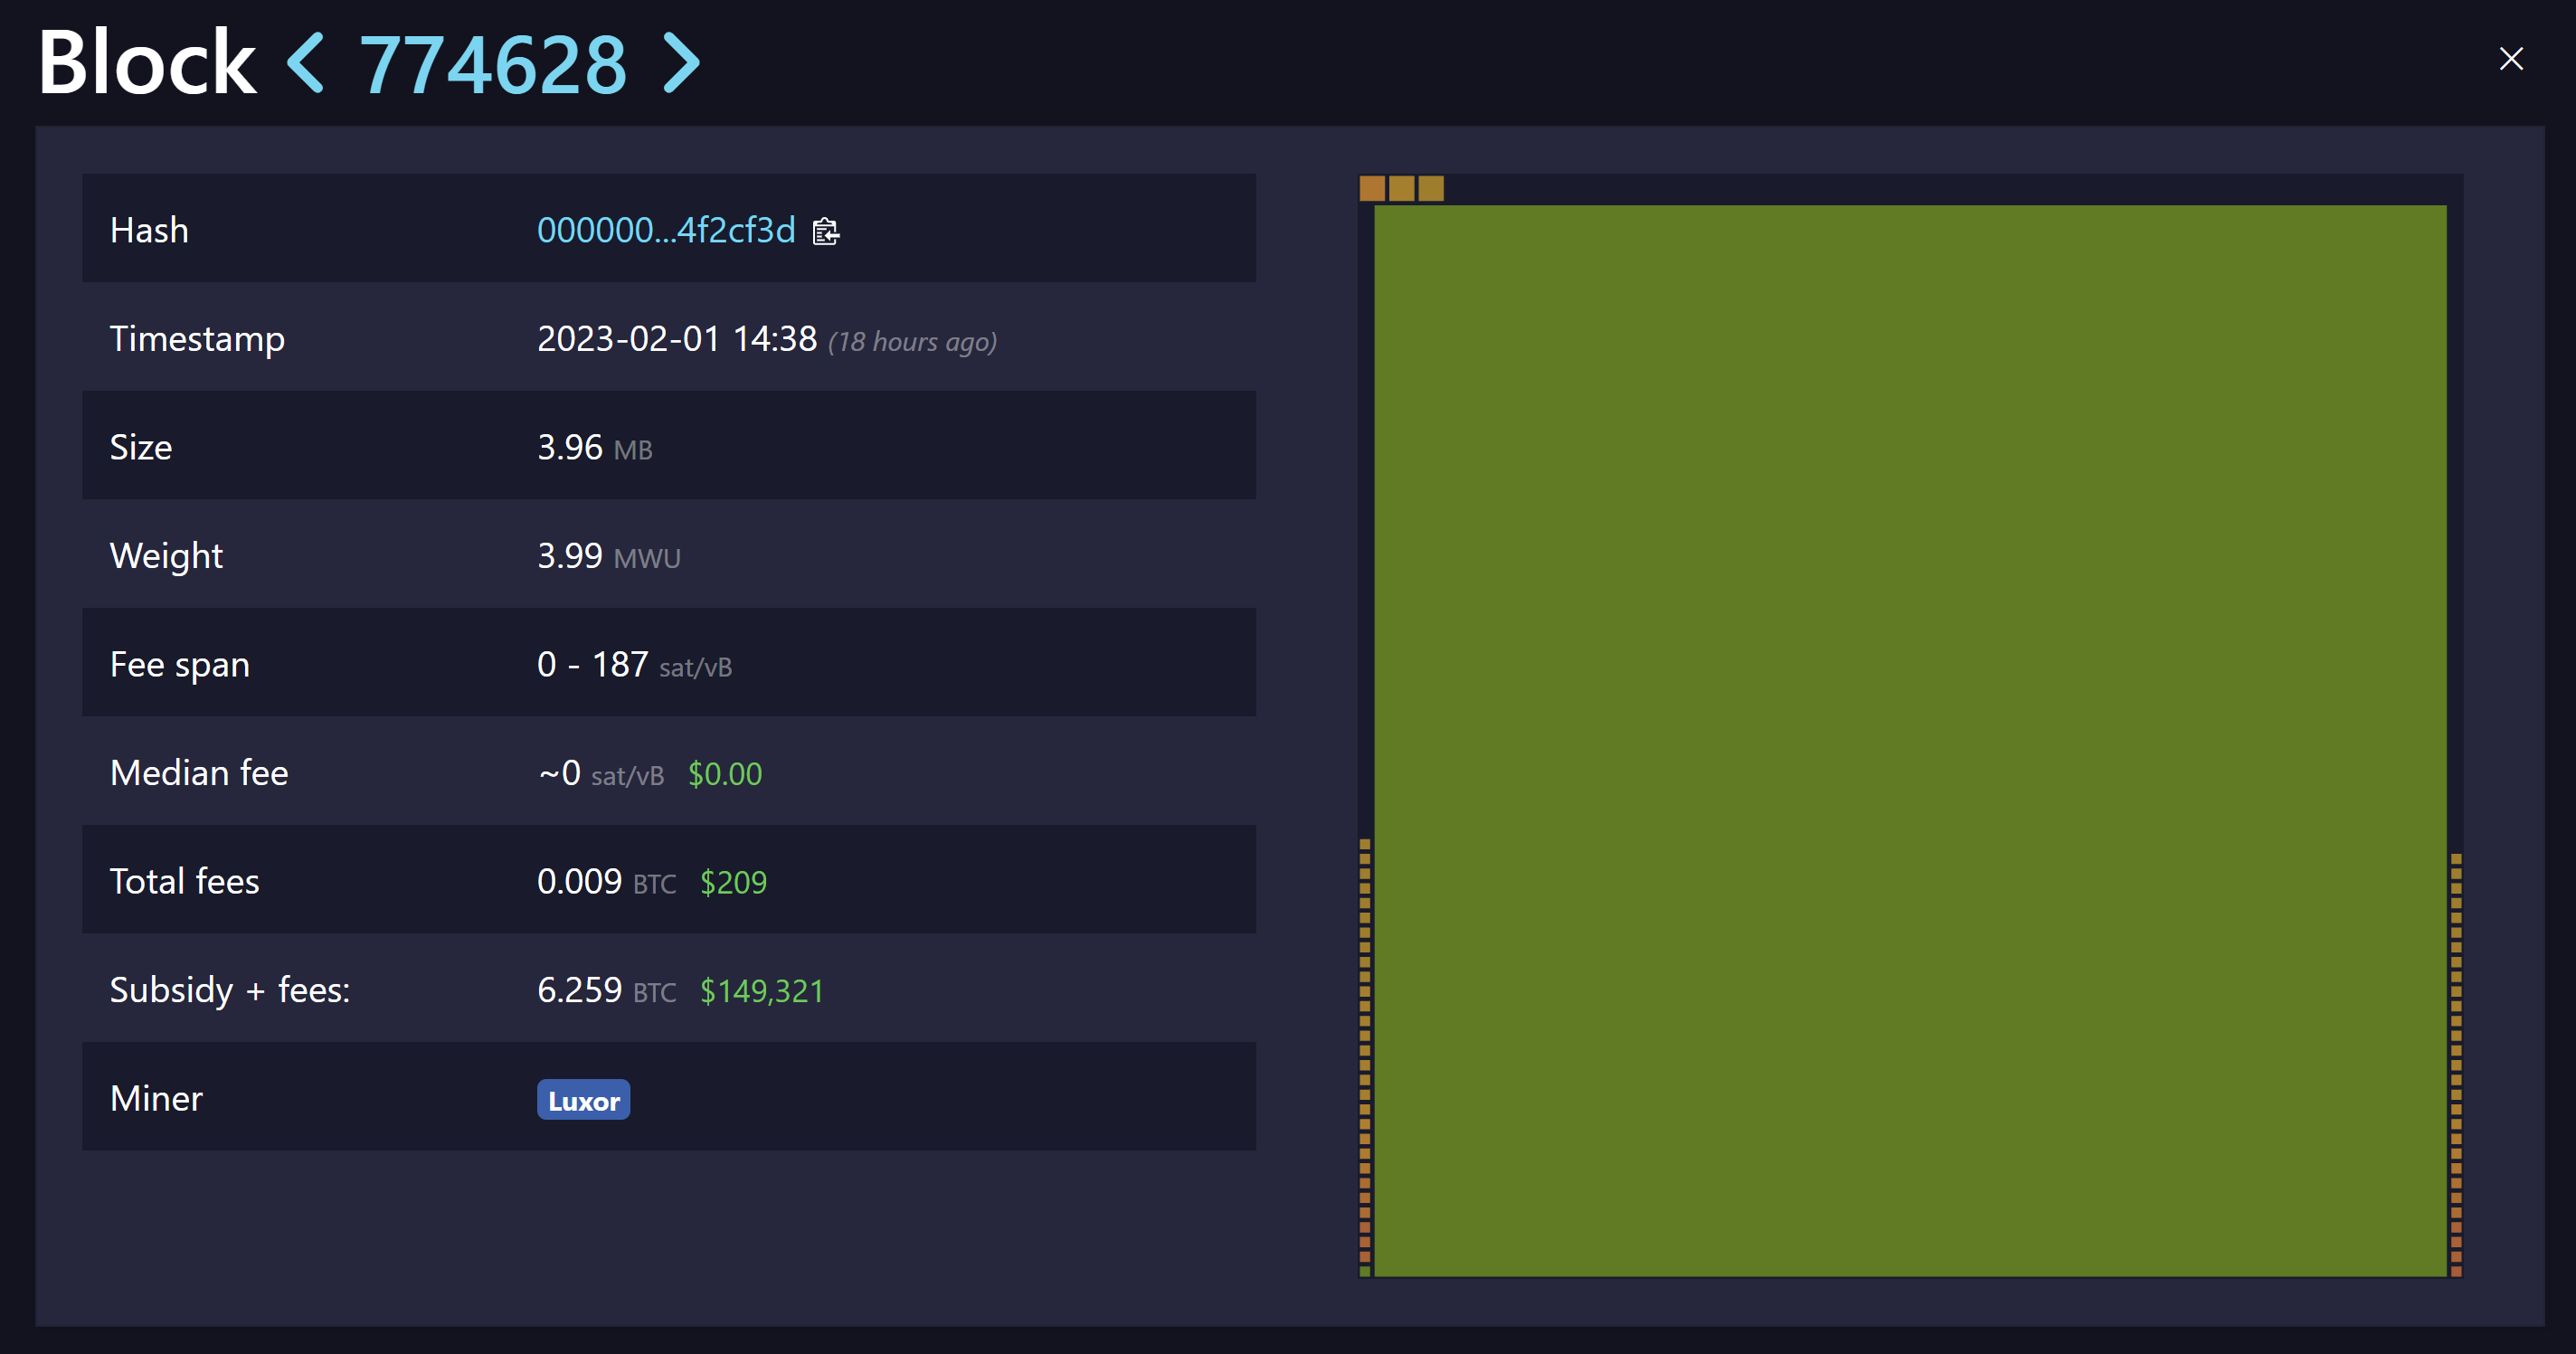 Block < 774628 >
Hash 000000...4f2cf3d
Timestamp 2023-02-01 14:38 (18 hours ago)
Size 3.96 MB
Weight 3.99 MWU
Fee span 0 - 187 sat/vB
Median fee ~0 sat/vB $0.00
Total fees 0.009 BTC $209
Subsidy + fees: 6.259 BTC $149,321
Miner Luxor